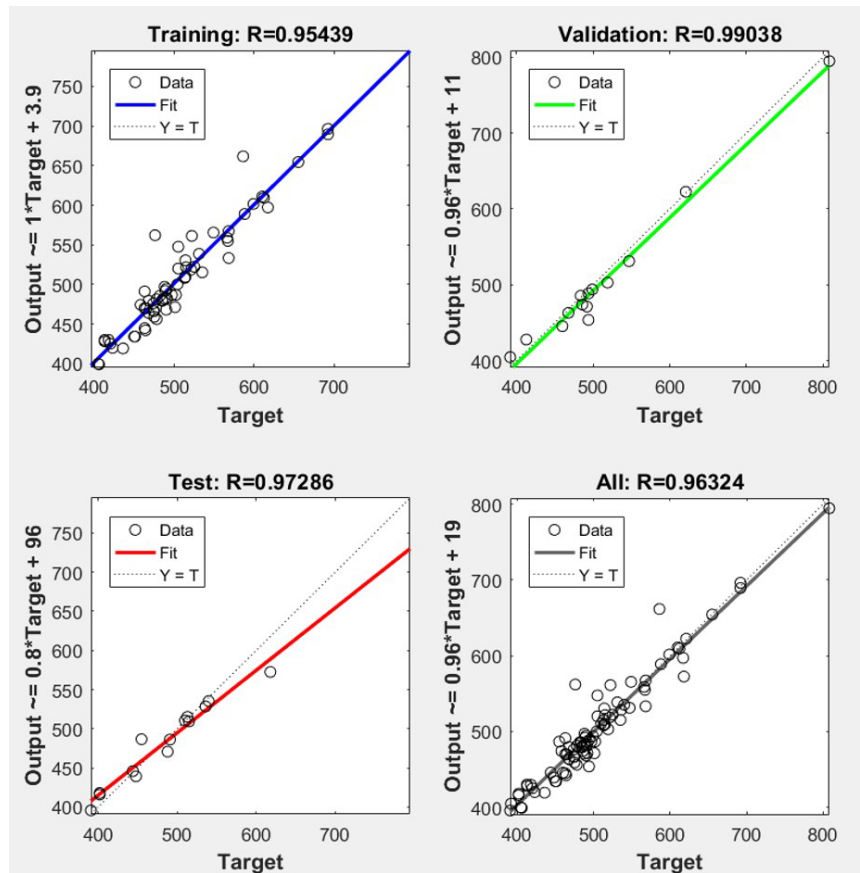 Training: R=0.95439
Output ~= 1*Target + 3.9
750
700
650
600
550
500
450
400
Data
Fit
Y = T
400 500 600 700
Target
Validation: R=0.99038
Output ~= 0.96*Target + 11
800
700
600
500
400
Data
Fit
Y = T
400 500 600 700 800
Target
Test: R=0.97286
Output ~= 0.8*Target + 96
750
700
650
600
550
500
450
400
Data
Fit
Y = T
400 500 600 700
Target
All: R=0.96324
Output ~= 0.96*Target + 19
800
700
600
500
400
Data
Fit
Y = T
400 500 600 700 800
Target